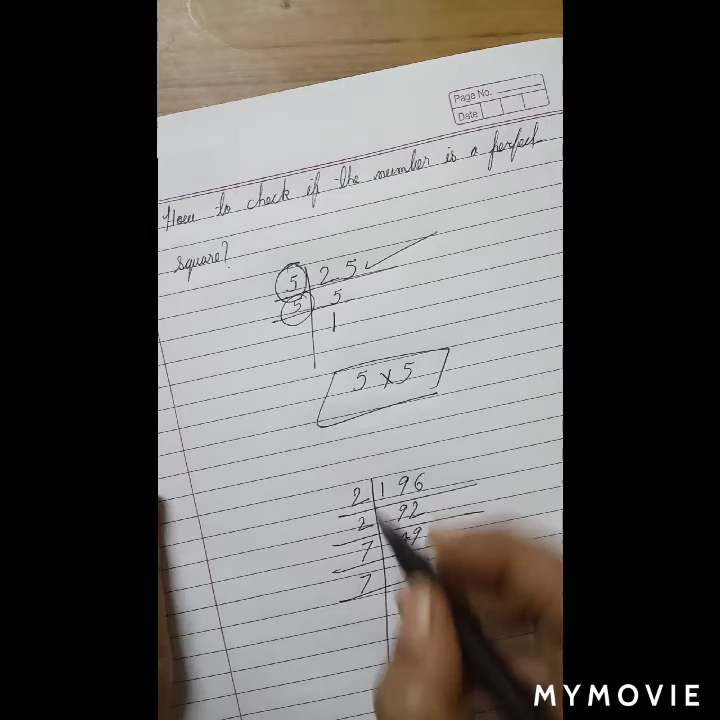 Page No.
Date
How to check if the number is a perfect
square?
5 25
5 5
1
5 x 5
2 196
2 92
7 49
7
MYMOVIE